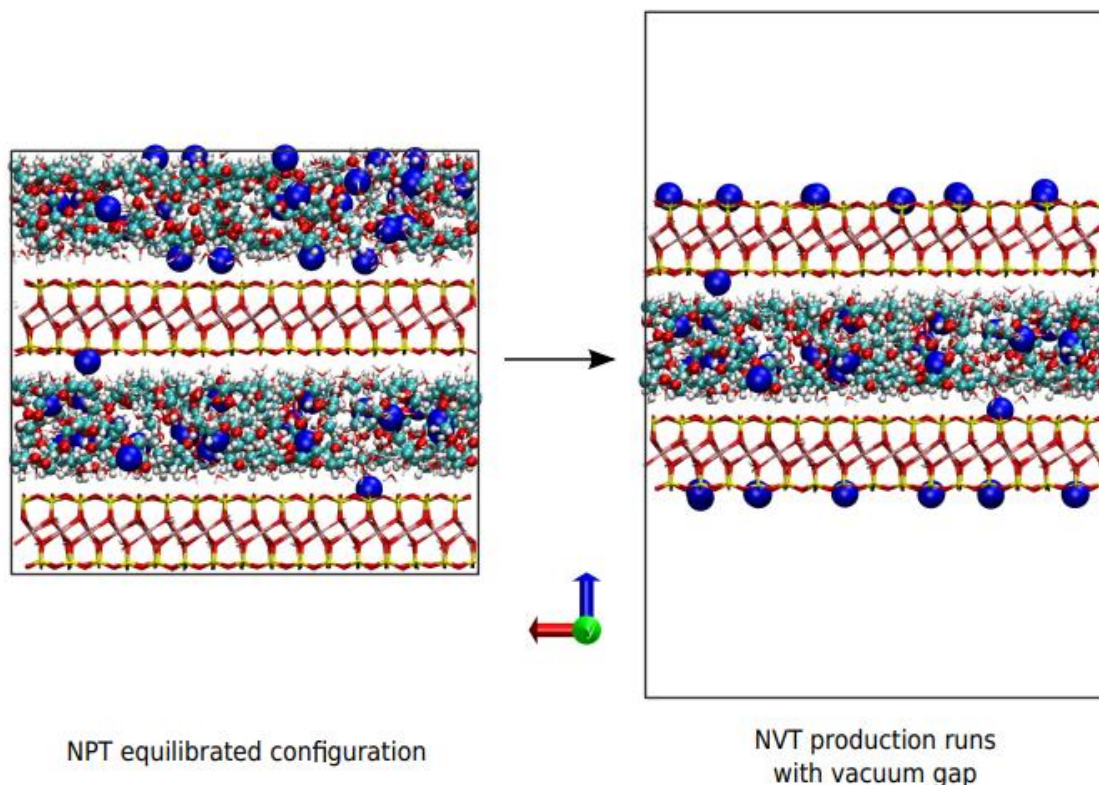 y
NPT equilibrated configuration
NVT production runs
with vacuum gap